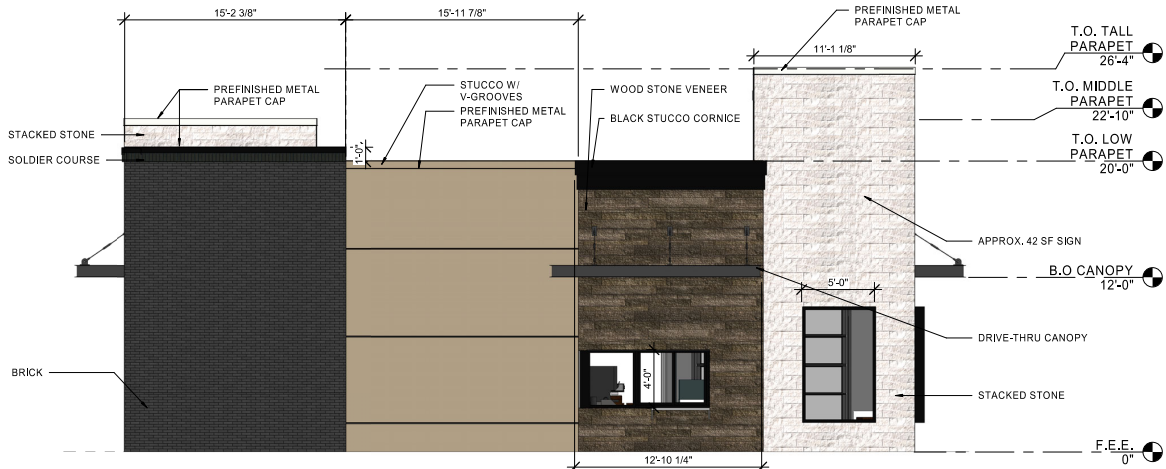 15'-2 3/8"
15'-11 7/8"
PREFINISHED METAL
PARAPET CAP
11'-1 1/8"
T.O. TALL
PARAPET
26'-4"
PREFINISHED METAL
PARAPET CAP
STUCCO W/
V-GROOVES
PREFINISHED METAL
PARAPET CAP
WOOD STONE VENEER
BLACK STUCCO CORNICE
T.O. MIDDLE
PARAPET
22'-10"
STACKED STONE
SOLDIER COURSE
1'-0"
T.O. LOW
PARAPET
20'-0"
APPROX. 42 SF SIGN
B.O CANOPY
12'-0"
5'-0"
DRIVE-THRU CANOPY
BRICK
4'-0"
STACKED STONE
F.F.E.
0"
12'-10 1/4"